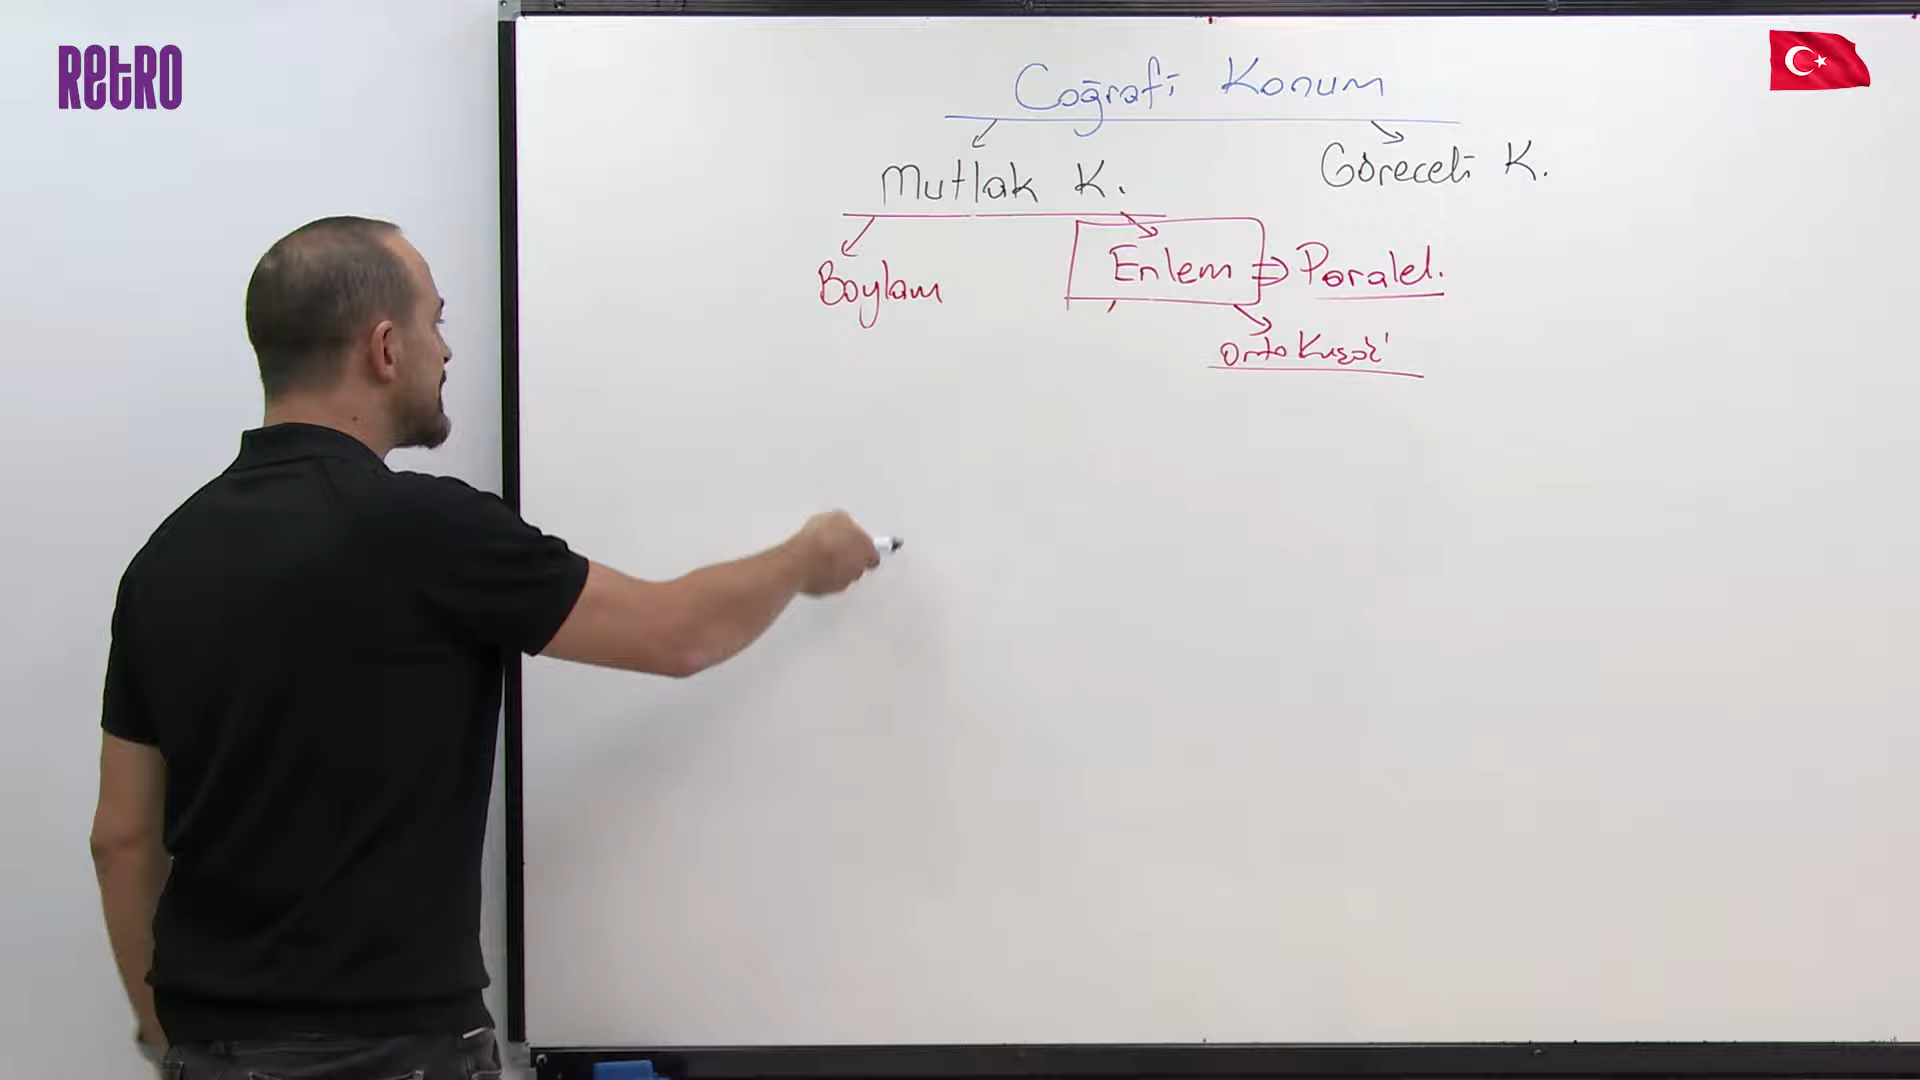 RETRO
Coğrafi Konum
Mutlak K.
Göreceli K.
Boylam
Enlem => Paralel.
Orta Kuşak